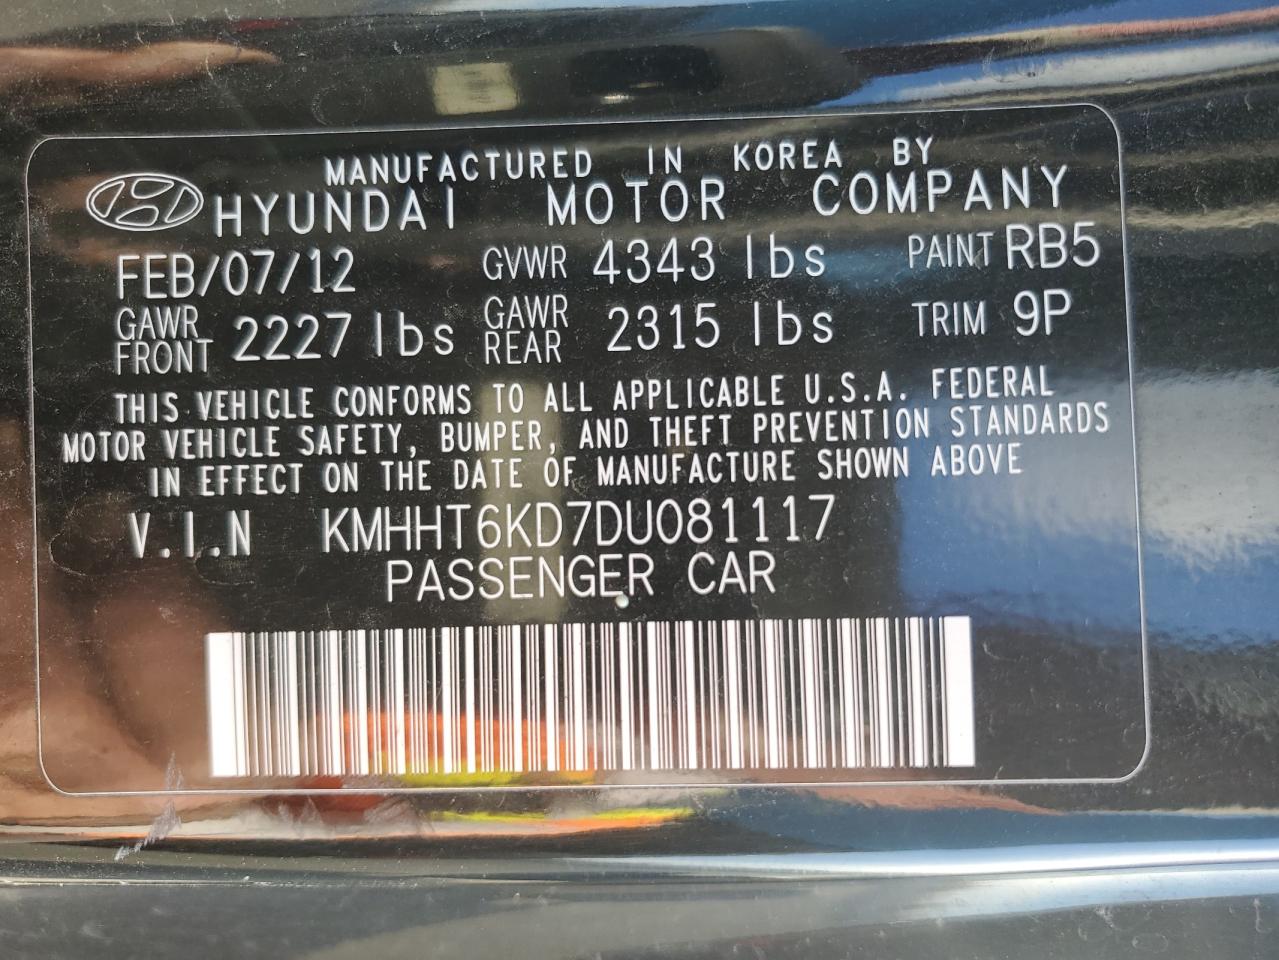 MANUFACTURED IN KOREA BY
HYUNDAI MOTOR COMPANY
FEB/07/12 GVWR 4343 lbs PAINT RB5
GAWR FRONT 2227 lbs GAWR REAR 2315 lbs TRIM 9P
THIS VEHICLE CONFORMS TO ALL APPLICABLE U.S.A. FEDERAL
MOTOR VEHICLE SAFETY, BUMPER, AND THEFT PREVENTION STANDARDS
IN EFFECT ON THE DATE OF MANUFACTURE SHOWN ABOVE
V.I.N KMHHT6KD7DU081117
PASSENGER CAR